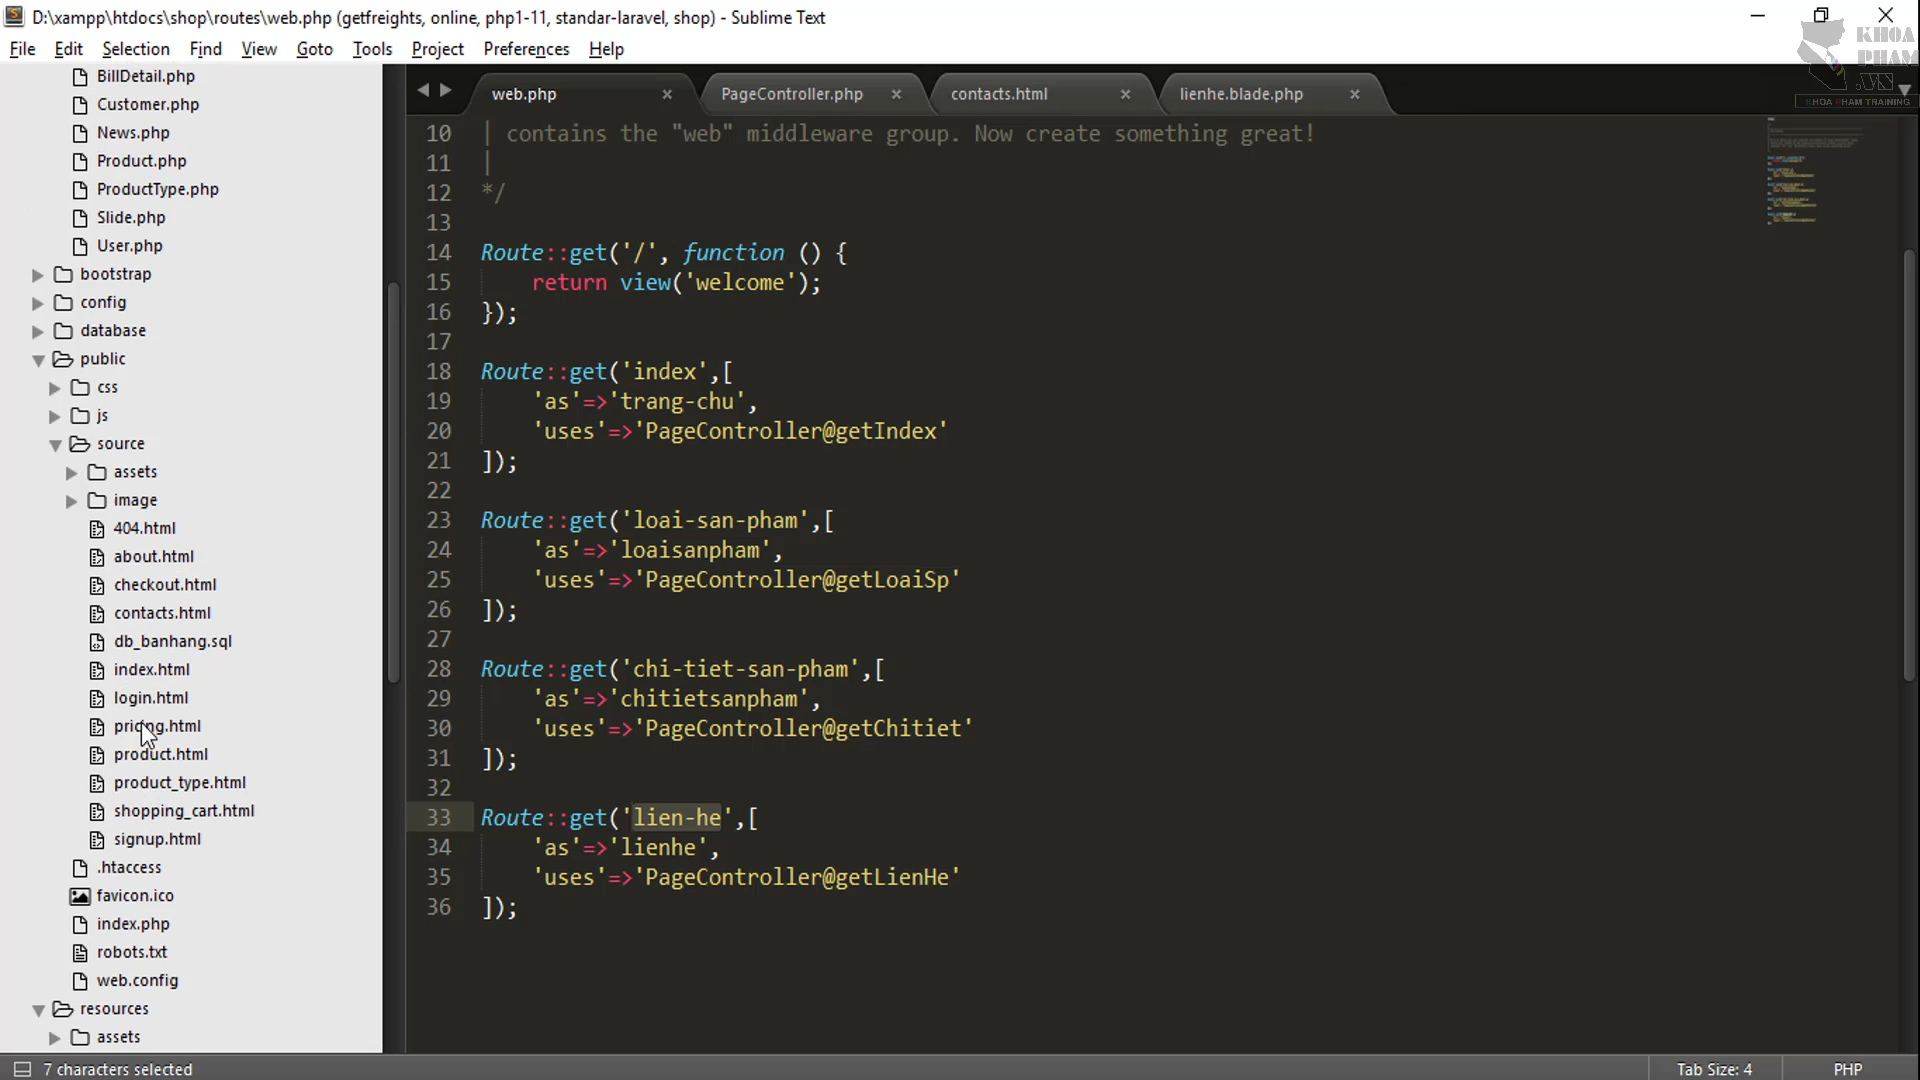 D:\xampp\htdocs\shop\routes\web.php (getfreights, online, php1-11, standar-laravel, shop) - Sublime Text
File Edit Selection Find View Goto Tools Project Preferences Help
KHOA
PHAM
.VN
KHOA PHAM TRAINING
BillDetail.php
Customer.php
News.php
Product.php
ProductType.php
Slide.php
User.php
bootstrap
config
database
public
css
js
source
assets
image
404.html
about.html
checkout.html
contacts.html
db_banhang.sql
index.html
login.html
pricing.html
product.html
product_type.html
shopping_cart.html
signup.html
.htaccess
favicon.ico
index.php
robots.txt
web.config
resources
assets
web.php × PageController.php × contacts.html × lienhe.blade.php ×
10 | contains the "web" middleware group. Now create something great!
11 |
12 */
13
14 Route::get('/', function () {
15 return view('welcome');
16 });
17
18 Route::get('index',[
19 'as'=>'trang-chu',
20 'uses'=>'PageController@getIndex'
21 ]);
22
23 Route::get('loai-san-pham',[
24 'as'=>'loaisanpham',
25 'uses'=>'PageController@getLoaiSp'
26 ]);
27
28 Route::get('chi-tiet-san-pham',[
29 'as'=>'chitietsanpham',
30 'uses'=>'PageController@getChitiet'
31 ]);
32
33 Route::get('lien-he',[
34 'as'=>'lienhe',
35 'uses'=>'PageController@getLienHe'
36 ]);
7 characters selected
Tab Size: 4
PHP